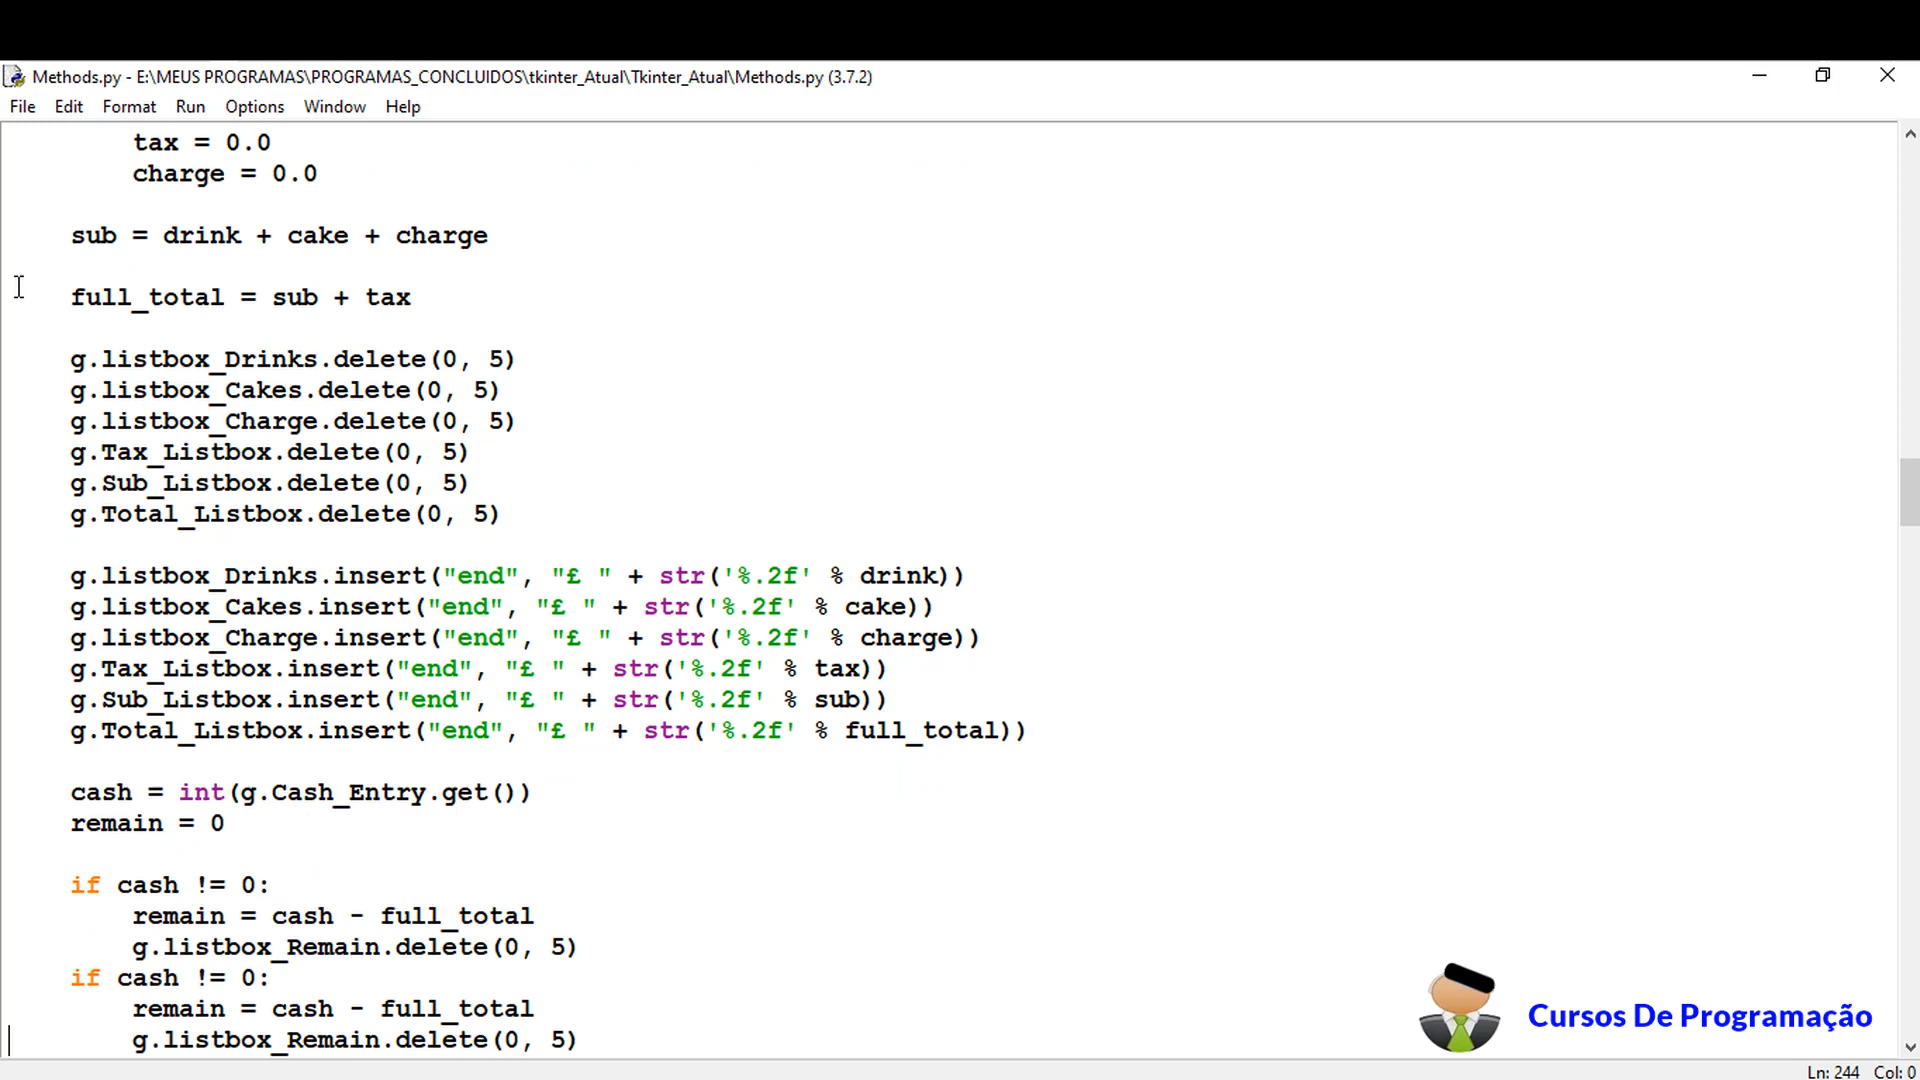 Methods.py - E:\MEUS PROGRAMAS\PROGRAMAS_CONCLUIDOS\tkinter_Atual\Tkinter_Atual\Methods.py (3.7.2)
File Edit Format Run Options Window Help
        tax = 0.0
        charge = 0.0
    sub = drink + cake + charge
    full_total = sub + tax
    g.listbox_Drinks.delete(0, 5)
    g.listbox_Cakes.delete(0, 5)
    g.listbox_Charge.delete(0, 5)
    g.Tax_Listbox.delete(0, 5)
    g.Sub_Listbox.delete(0, 5)
    g.Total_Listbox.delete(0, 5)
    g.listbox_Drinks.insert("end", "£ " + str('%.2f' % drink))
    g.listbox_Cakes.insert("end", "£ " + str('%.2f' % cake))
    g.listbox_Charge.insert("end", "£ " + str('%.2f' % charge))
    g.Tax_Listbox.insert("end", "£ " + str('%.2f' % tax))
    g.Sub_Listbox.insert("end", "£ " + str('%.2f' % sub))
    g.Total_Listbox.insert("end", "£ " + str('%.2f' % full_total))
    cash = int(g.Cash_Entry.get())
    remain = 0
    if cash != 0:
        remain = cash - full_total
        g.listbox_Remain.delete(0, 5)
    if cash != 0:
        remain = cash - full_total
        g.listbox_Remain.delete(0, 5)
Cursos De Programação
Ln: 244 Col: 0